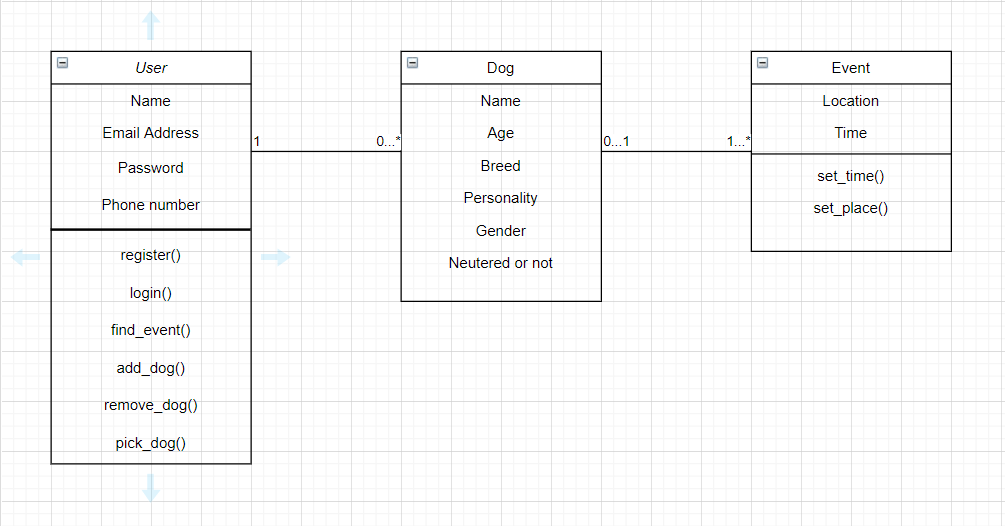 User
Name
Email Address
Password
Phone number
register()
login()
find_event()
add_dog()
remove_dog()
pick_dog()
1
0...*
Dog
Name
Age
Breed
Personality
Gender
Neutered or not
0...1
1...*
Event
Location
Time
set_time()
set_place()